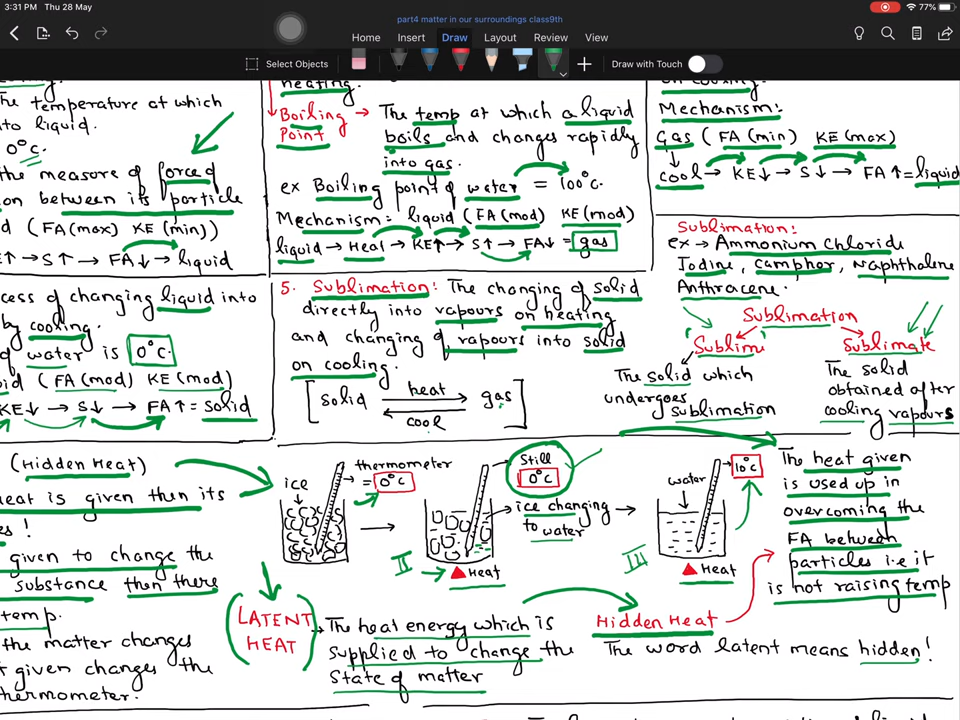 3:31 PM Thu 28 May
77%
part4 matter in our surroundings class9th
Home Insert Draw Layout Review View
Select Objects
Draw with Touch
heating.
Boiling Point → The temp at which a liquid
boils and changes rapidly
into gas.
ex Boiling point of water = 100°C.
Mechanism: liquid (FA(mod) KE(mod)
liquid → Heat → KE↑ → S↑ → FA↓ = gas
The temperature at which
into liquid.
0°C.
the measure of force of
on between its particle
(FA(max) KE(min))
↑ → S↑ → FA↓ → liquid
cess of changing liquid into
by cooling.
of water is 0°C.
(FA(mod) KE(mod)
KE↓ → S↓ → FA↑ = solid
on cooling.
Mechanism:
Gas (FA(min) KE(max)
cool → KE↓ → S↓ → FA↑ = liquid
5. Sublimation: The changing of solid
directly into vapours on heating
and changing of vapours into solid
on cooling.
[solid heat gas]
cool
Sublimation:
ex → Ammonium Chloride
Iodine, camphor, Naphthalene
Anthracene.
Sublimation
Sublime Sublimate
The solid which
undergoes
sublimation
The solid
obtained after
cooling vapours
(Hidden Heat)
heat is given then its
es!
given to change the
substance then there
temp.
the matter changes
t given changes the
thermometer.
ice
thermometer
= 0°C
II
Still
0°C
ice changing
to water
Heat
water
10°C
III
Heat
The heat given
is used up in
overcoming the
FA between
particles i.e it
is not raising temp
(LATENT HEAT) → The heat energy which is
supplied to change the
State of matter
Hidden Heat
The word latent means hidden!